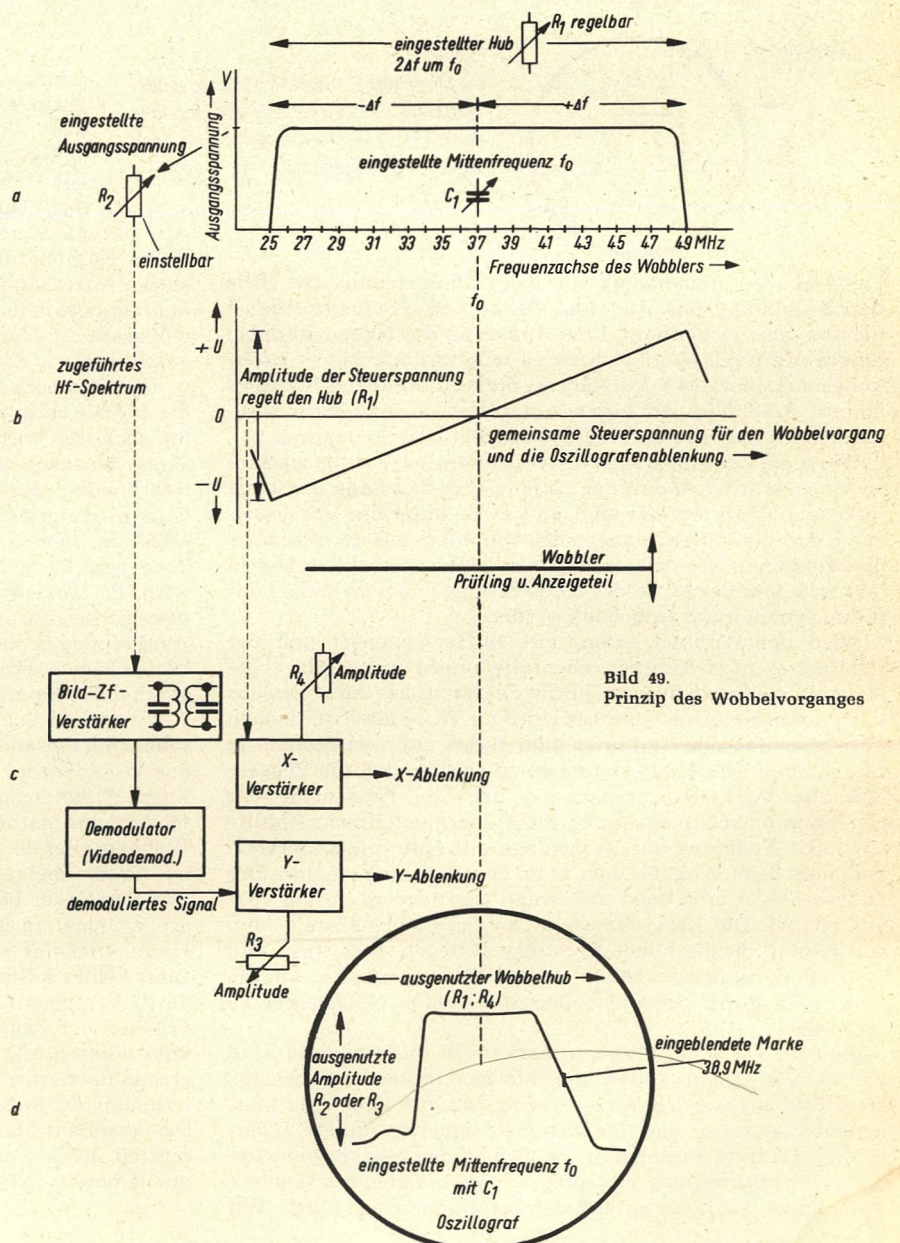 R1 regelbar
eingestellter Hub
2Δf um f0
-Δf
+Δf
V
Ausgangsspannung
eingestellte
Ausgangsspannung
R2
einstellbar
a
eingestellte Mittenfrequenz f0
C1
25 27 29 31 33 35 37 39 41 43 45 47 49 MHz
Frequenzachse des Wobblers
f0
zugeführtes
Hf-Spektrum
b
+U
0
-U
Amplitude der Steuerspannung
regelt den Hub (R1)
gemeinsame Steuerspannung für den Wobbelvorgang
und die Oszillografenablenkung
Wobbler
Prüfling u. Anzeigeteil
Bild 49.
Prinzip des Wobbelvorganges
c
Bild-Zf-
Verstärker
R4
Amplitude
X-
Verstärker
X-Ablenkung
Demodulator
(Videodemod.)
demoduliertes Signal
Y-
Verstärker
Y-Ablenkung
R3
Amplitude
d
ausgenutzter Wobbelhub
(R1; R4)
ausgenutzte
Amplitude
R2 oder R3
eingeblendete Marke
38,9 MHz
eingestellte Mittenfrequenz f0
mit C1
Oszillograf